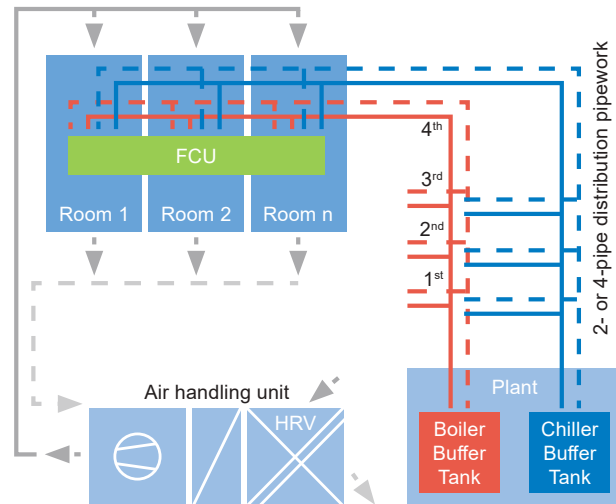 FCU
Room 1
Room 2
Room n
4th
3rd
2nd
1st
2- or 4-pipe distribution pipework
Air handling unit
HRV
Plant
Boiler
Buffer
Tank
Chiller
Buffer
Tank